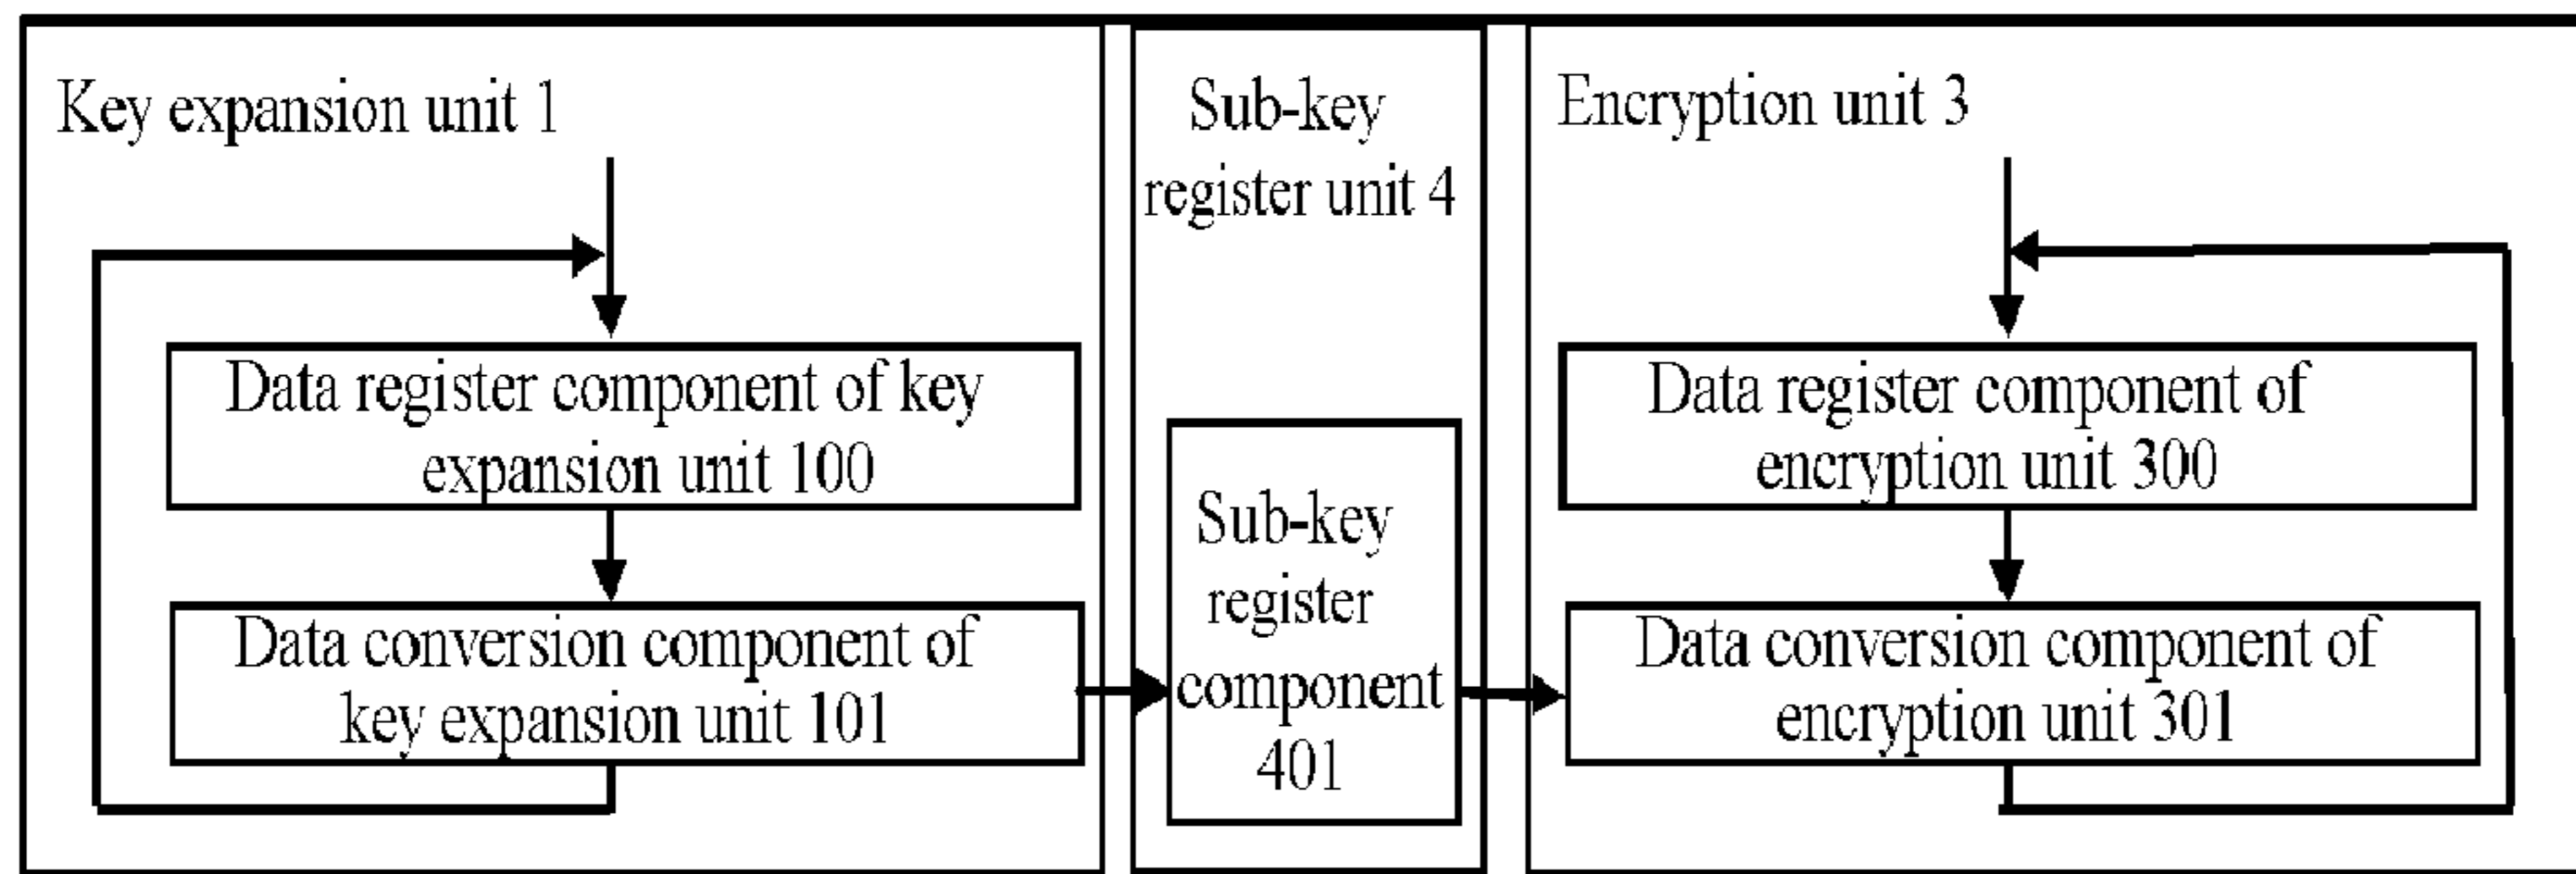 Key expansion unit 1
Data register component of key
expansion unit 100
Data conversion component of
key expansion unit 101
Sub-key
register unit 4
Sub-key
register
component
401
Encryption unit 3
Data register component of
encryption unit 300
Data conversion component of
encryption unit 301